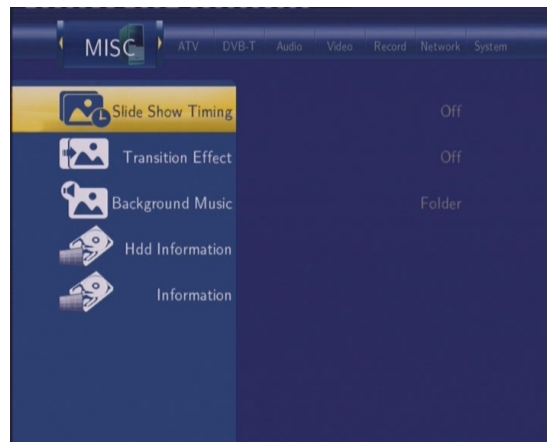 MISC ATV DVB-T Audio Video Record Network System
Slide Show Timing Off
Transition Effect Off
Background Music Folder
Hdd Information
Information